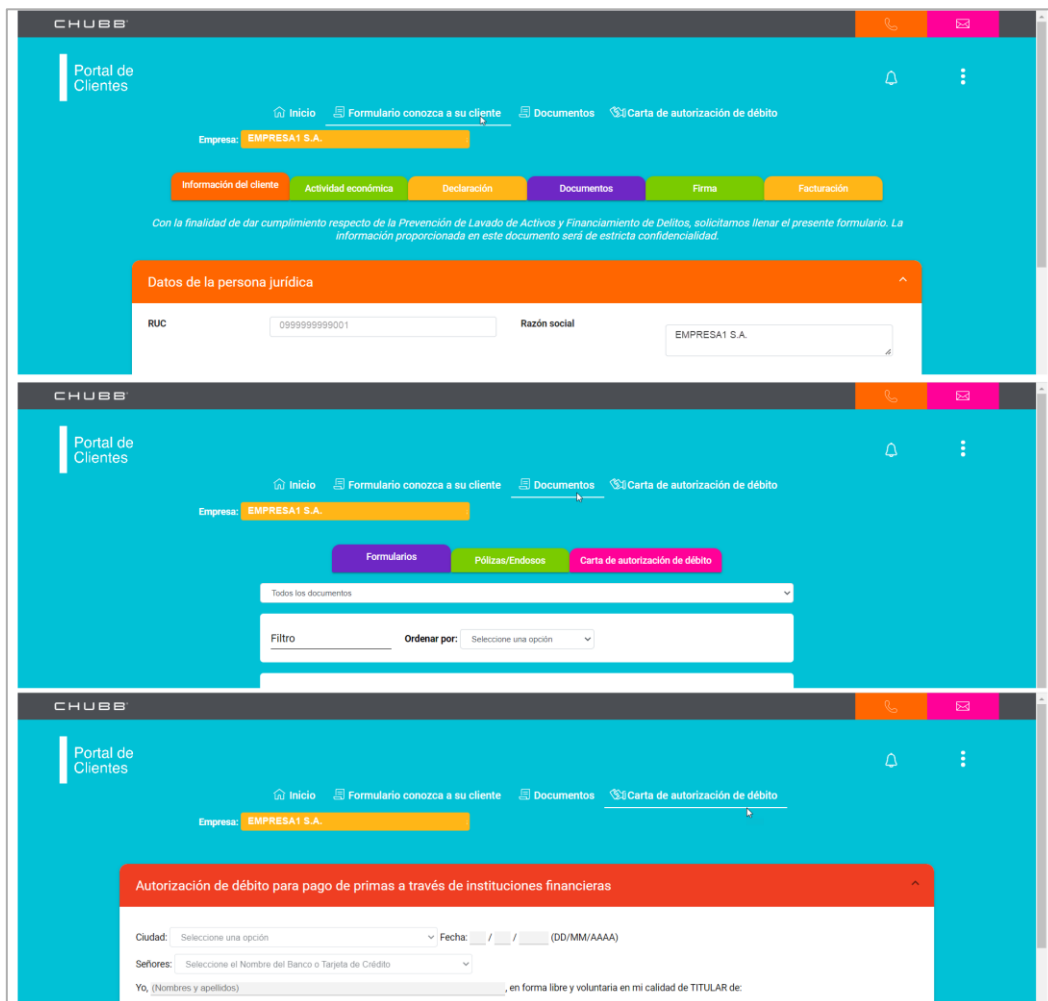 CHUBB
Portal de
Clientes
Inicio Formulario conozca a su cliente Documentos Carta de autorización de débito
Empresa: EMPRESA1 S.A.
Información del cliente Actividad económica Declaración Documentos Firma Facturación
Con la finalidad de dar cumplimiento respecto de la Prevención de Lavado de Activos y Financiamiento de Delitos, solicitamos llenar el presente formulario. La
información proporcionada en este documento será de estricta confidencialidad.
Datos de la persona jurídica
RUC 0999999999001 Razón social EMPRESA1 S.A.
CHUBB
Portal de
Clientes
Inicio Formulario conozca a su cliente Documentos Carta de autorización de débito
Empresa: EMPRESA1 S.A.
Formularios Pólizas/Endosos Carta de autorización de débito
Todos los documentos
Filtro Ordenar por: Seleccione una opción
CHUBB
Portal de
Clientes
Inicio Formulario conozca a su cliente Documentos Carta de autorización de débito
Empresa: EMPRESA1 S.A.
Autorización de débito para pago de primas a través de instituciones financieras
Ciudad: Seleccione una opción Fecha: / / (DD/MM/AAAA)
Señores: Seleccione el Nombre del Banco o Tarjeta de Crédito
Yo, (Nombres y apellidos) , en forma libre y voluntaria en mi calidad de TITULAR de: